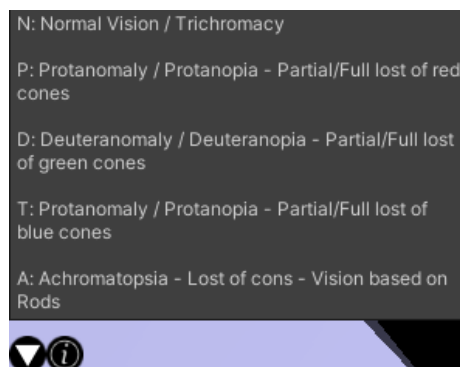 N: Normal Vision / Trichromacy
P: Protanomaly / Protanopia - Partial/Full lost of red
cones
D: Deuteranomaly / Deuteranopia - Partial/Full lost
of green cones
T: Protanomaly / Protanopia - Partial/Full lost of
blue cones
A: Achromatopsia - Lost of cons - Vision based on
Rods
i